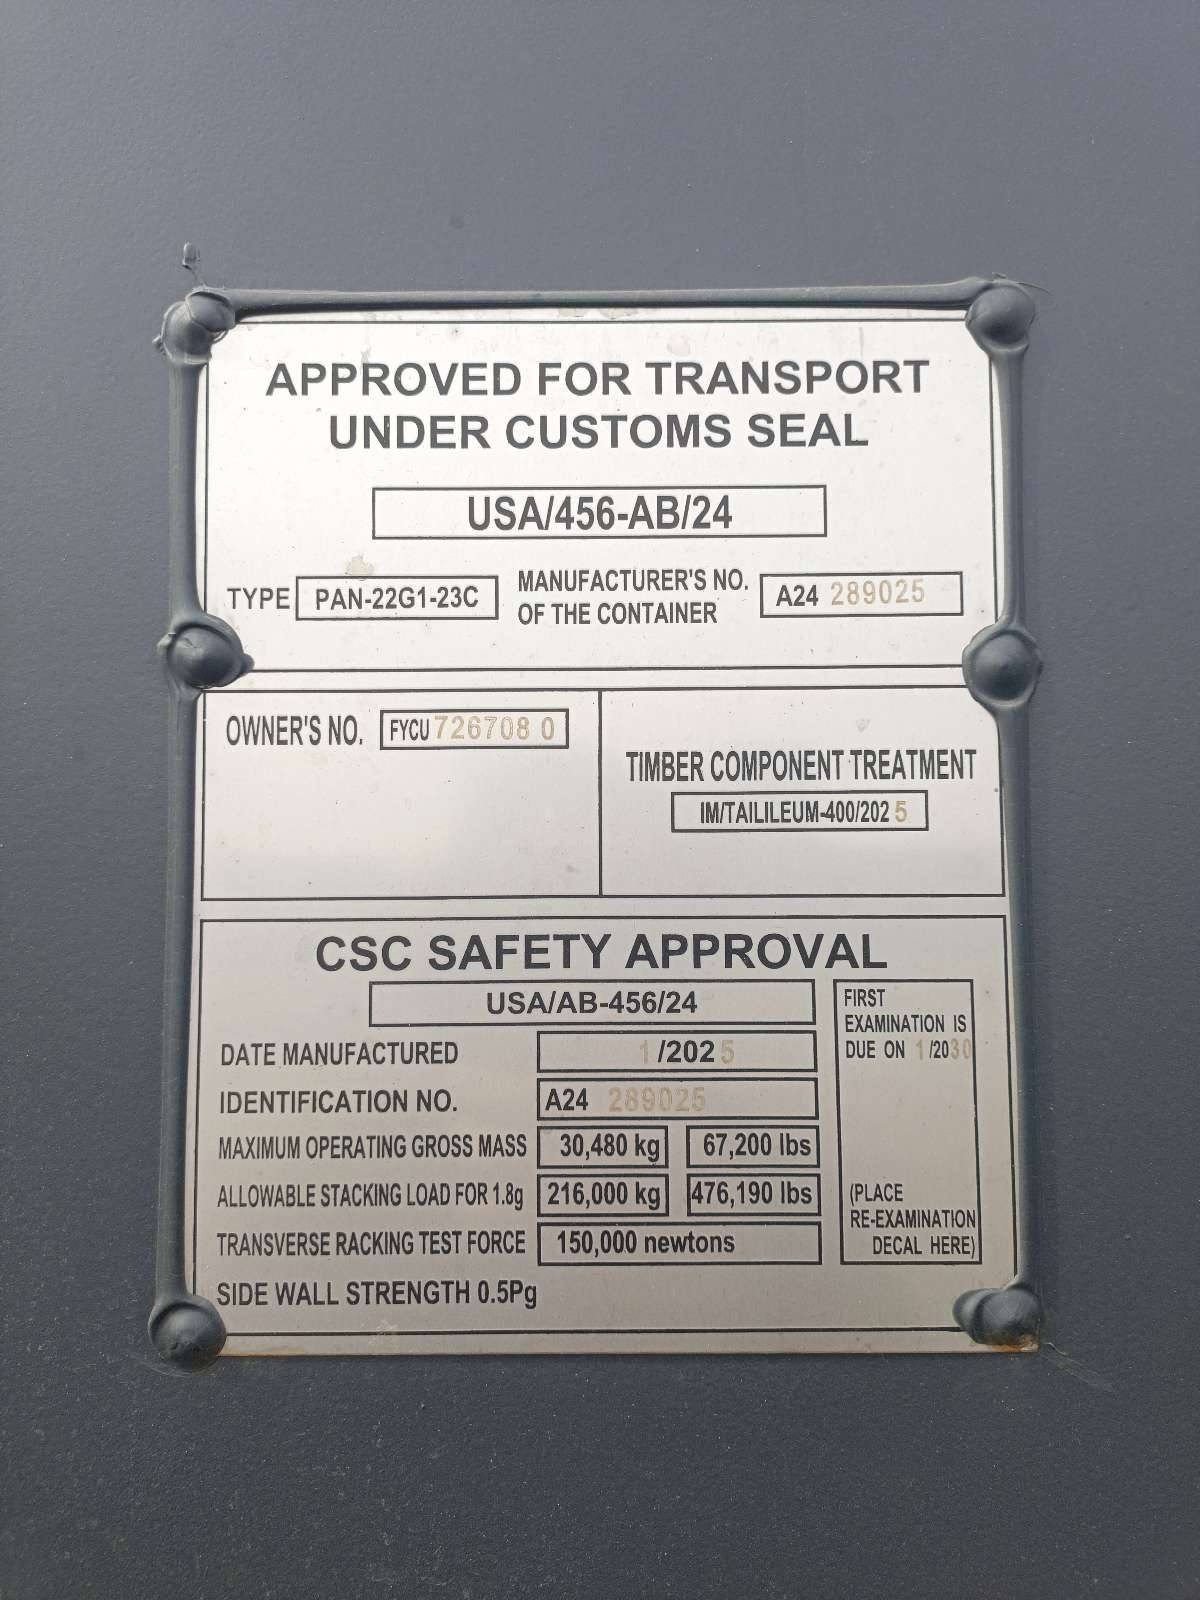 APPROVED FOR TRANSPORT
UNDER CUSTOMS SEAL
USA/456-AB/24
TYPE PAN-22G1-23C
MANUFACTURER'S NO.
OF THE CONTAINER
A24 289025
OWNER'S NO. FYCU 726708 0
TIMBER COMPONENT TREATMENT
IM/TAILILEUM-400/2025
CSC SAFETY APPROVAL
USA/AB-456/24
DATE MANUFACTURED 1/2025
IDENTIFICATION NO. A24 289025
MAXIMUM OPERATING GROSS MASS 30,480 kg 67,200 lbs
ALLOWABLE STACKING LOAD FOR 1.8g 216,000 kg 476,190 lbs
TRANSVERSE RACKING TEST FORCE 150,000 newtons
SIDE WALL STRENGTH 0.5Pg
FIRST
EXAMINATION IS
DUE ON 1/2030
(PLACE
RE-EXAMINATION
DECAL HERE)